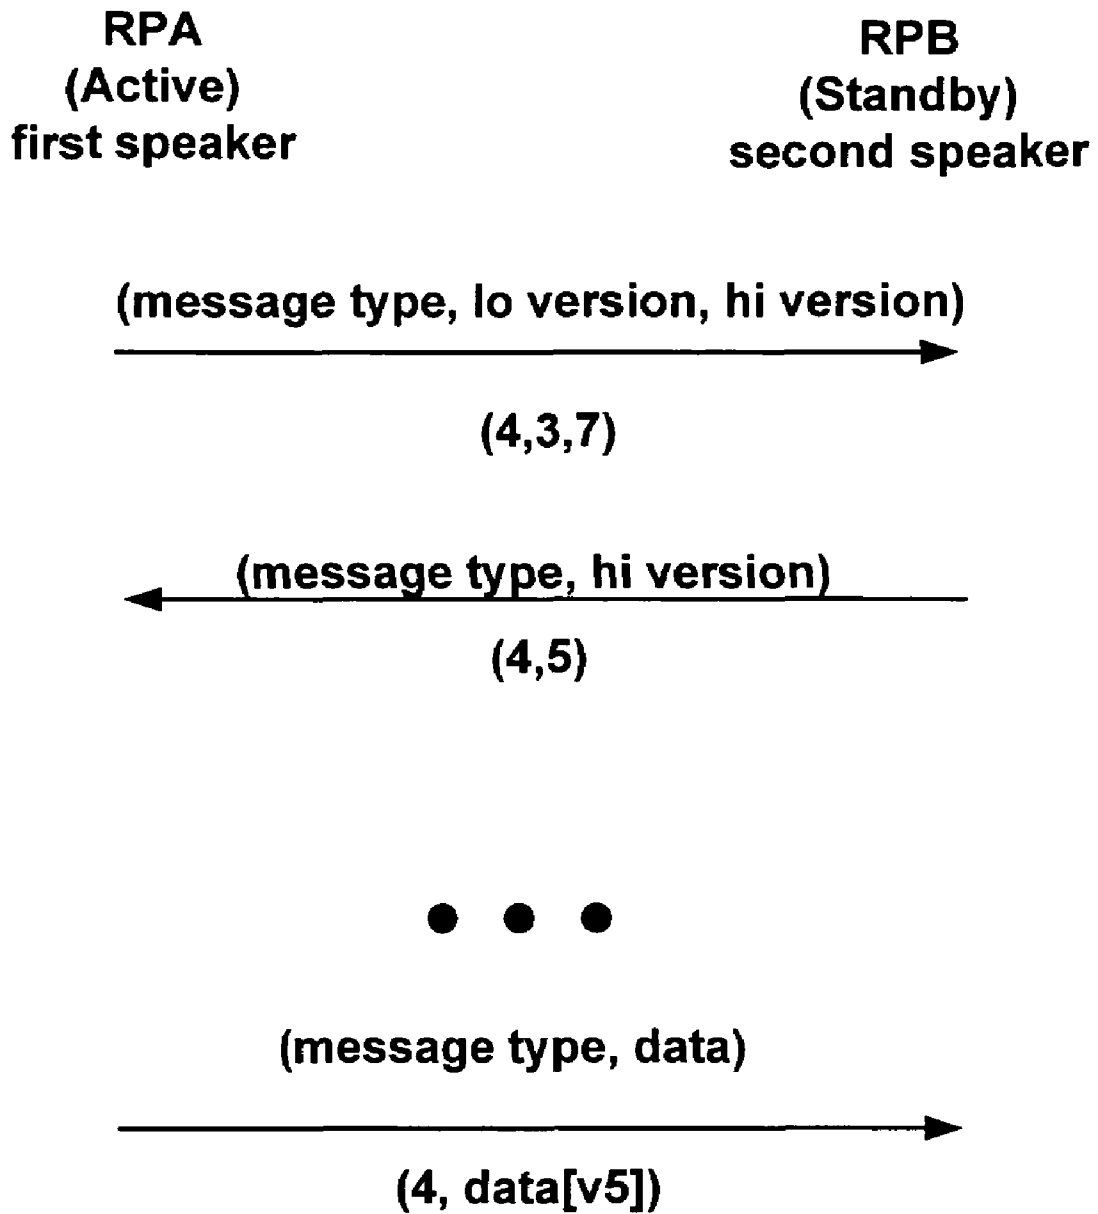 RPA
(Active)
first speaker
RPB
(Standby)
second speaker
(message type, lo version, hi version)
(4,3,7)
(message type, hi version)
(4,5)
(message type, data)
(4, data[v5])